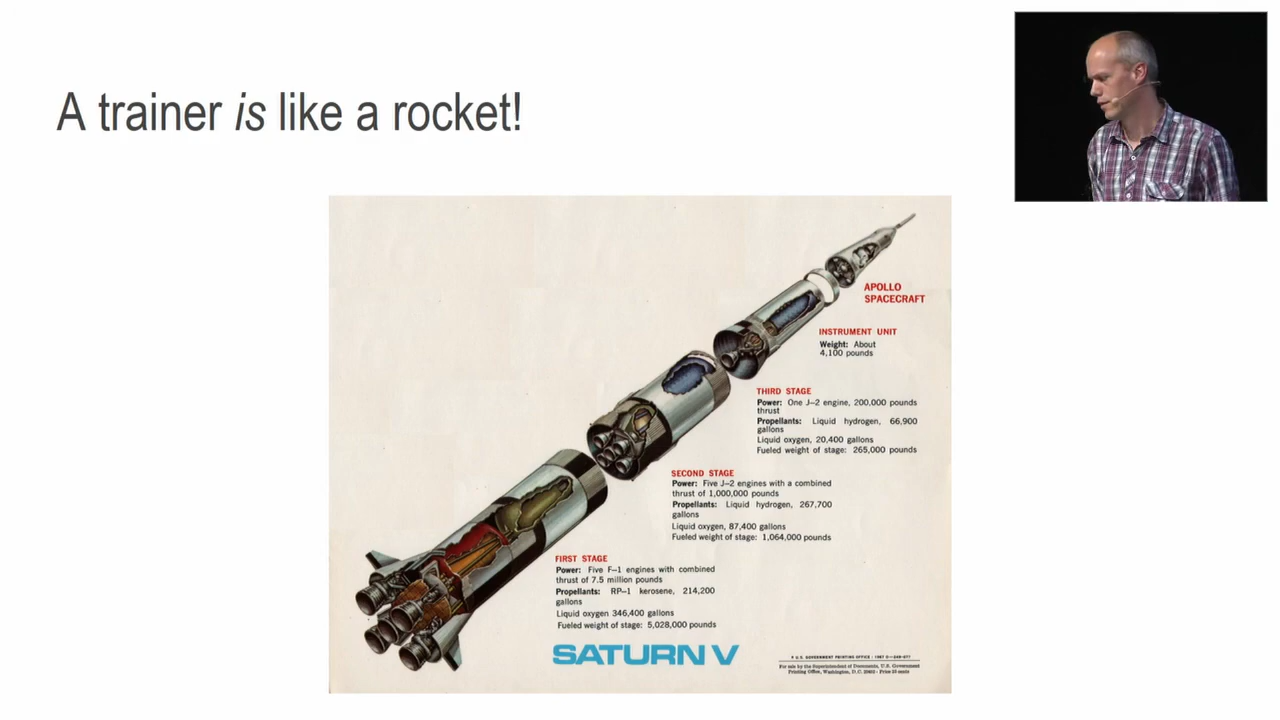 A trainer is like a rocket!
APOLLO
SPACECRAFT
INSTRUMENT UNIT
Weight: About
4,100 pounds
THIRD STAGE
Power: One J–2 engine, 200,000 pounds
thrust
Propellants: Liquid hydrogen, 66,900
gallons
Liquid oxygen, 20,400 gallons
Fueled weight of stage: 265,000 pounds
SECOND STAGE
Power: Five J–2 engines with a combined
thrust of 1,000,000 pounds
Propellants: Liquid hydrogen, 267,700
gallons
Liquid oxygen, 87,400 gallons
Fueled weight of stage: 1,064,000 pounds
FIRST STAGE
Power: Five F–1 engines with combined
thrust of 7.5 million pounds
Propellants: RP–1 kerosene, 214,200
gallons
Liquid oxygen 346,400 gallons
Fueled weight of stage: 5,028,000 pounds
SATURN V
U.S. GOVERNMENT PRINTING OFFICE : 1967
For sale by the Superintendent of Documents, U.S. Government
Printing Office, Washington, D.C. 20402 - Price 15 cents